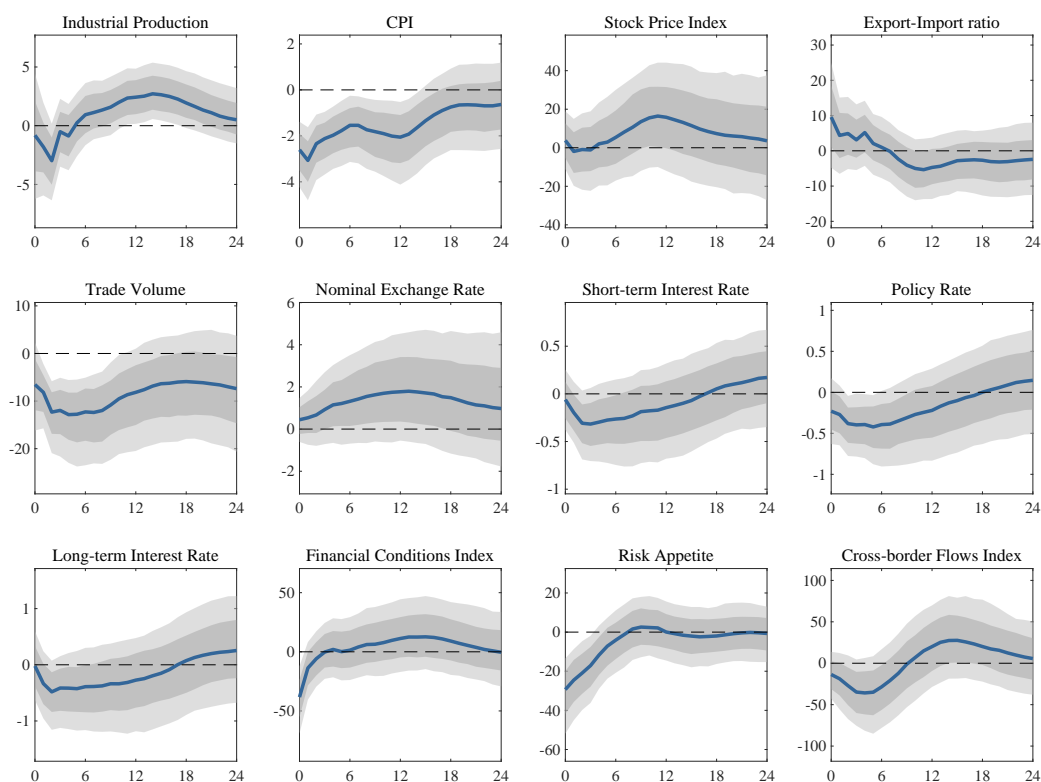 Industrial Production
5
0
-5
0 6 12 18 24
CPI
2
0
-2
-4
0 6 12 18 24
Stock Price Index
40
20
0
-20
-40
0 6 12 18 24
Export-Import ratio
30
20
10
0
-10
-20
0 6 12 18 24
Trade Volume
10
0
-10
-20
0 6 12 18 24
Nominal Exchange Rate
6
4
2
0
-2
0 6 12 18 24
Short-term Interest Rate
0.5
0
-0.5
-1
0 6 12 18 24
Policy Rate
1
0.5
0
-0.5
-1
0 6 12 18 24
Long-term Interest Rate
1
0
-1
0 6 12 18 24
Financial Conditions Index
50
0
-50
0 6 12 18 24
Risk Appetite
20
0
-20
-40
-60
0 6 12 18 24
Cross-border Flows Index
100
50
0
-50
-100
0 6 12 18 24